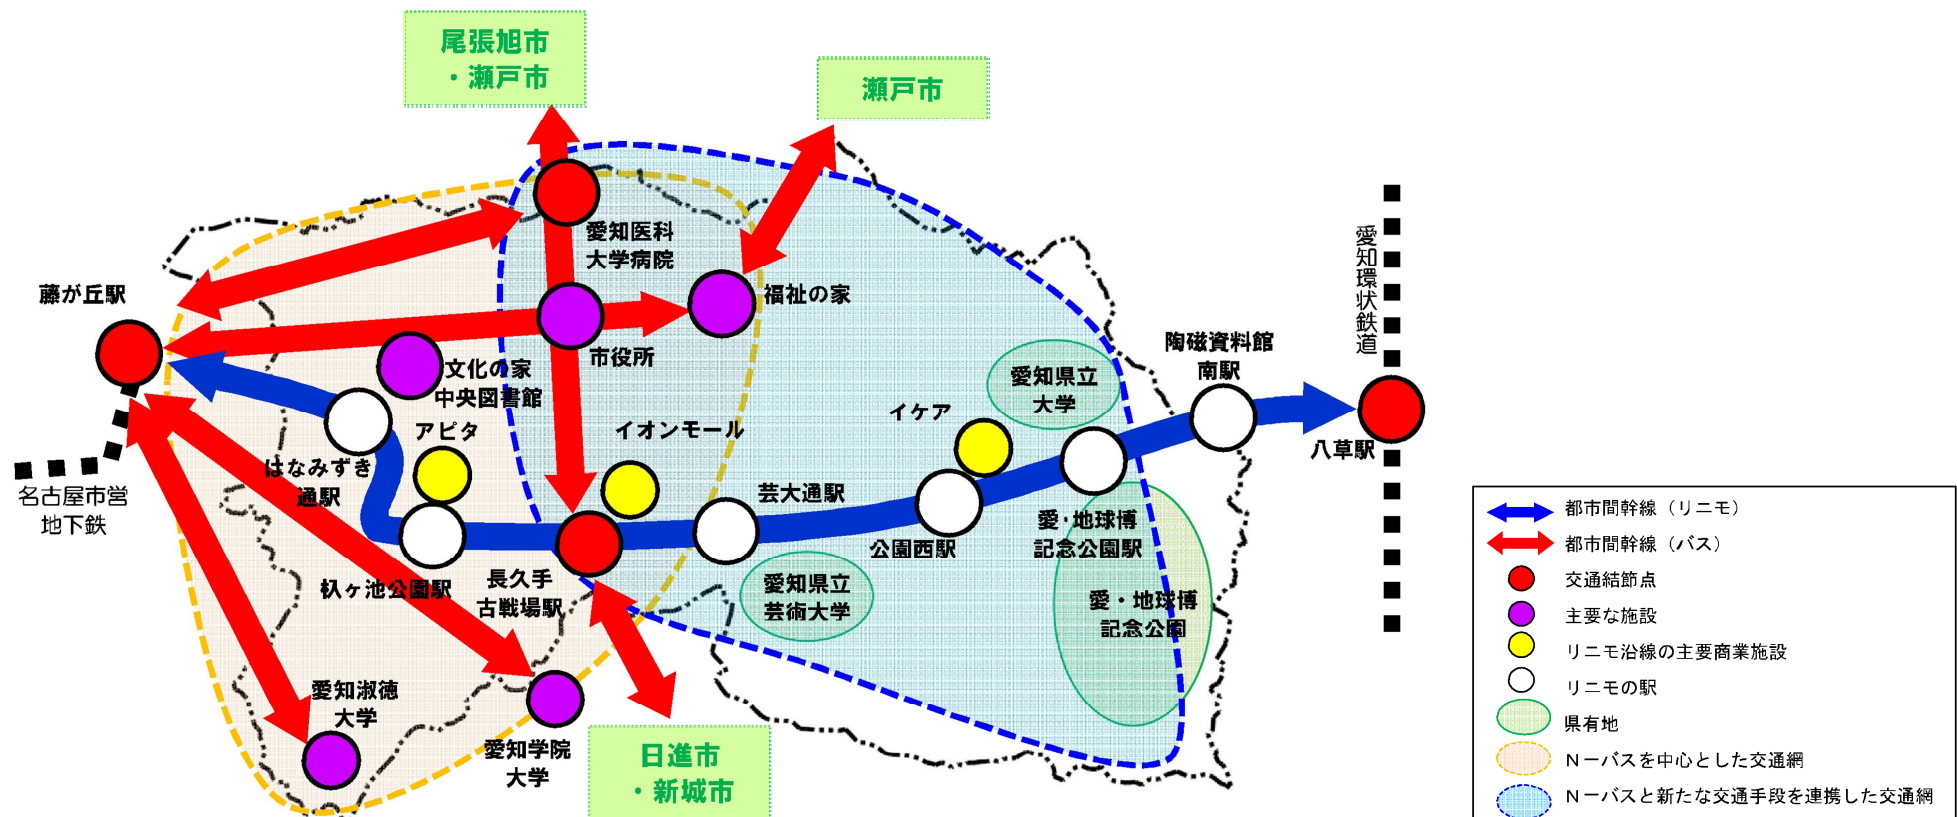 尾張旭市
・瀬戸市
瀬戸市
愛知医科
大学病院
愛知環状鉄道
藤が丘駅
福祉の家
市役所
文化の家
中央図書館
陶磁資料館
南駅
愛知県立
大学
イケア
アピタ
イオンモール
八草駅
はなみずき
通駅
名古屋市営
地下鉄
芸大通駅
公園西駅
愛・地球博
記念公園駅
杁ヶ池公園駅
長久手
古戦場駅
愛知県立
芸術大学
愛・地球博
記念公園
愛知淑徳
大学
愛知学院
大学
日進市
・新城市
都市間幹線（リニモ）
都市間幹線（バス）
交通結節点
主要な施設
リニモ沿線の主要商業施設
リニモの駅
県有地
Ｎ－バスを中心とした交通網
Ｎ－バスと新たな交通手段を連携した交通網